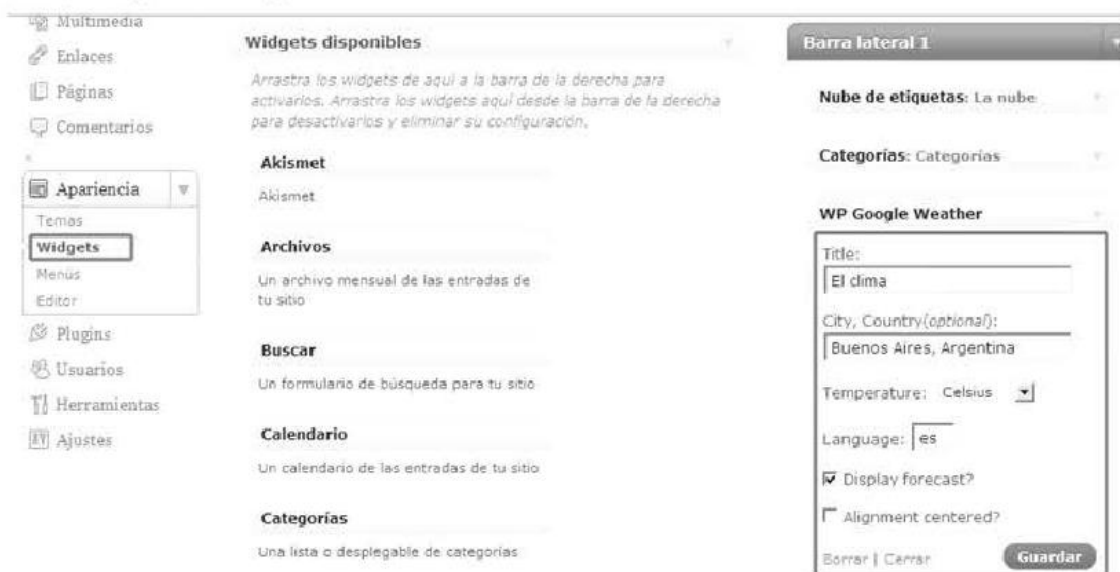 Multimedia
Enlaces
Páginas
Comentarios
Apariencia
Temas
Widgets
Menús
Editor
Plugins
Usuarios
Herramientas
Ajustes
Widgets disponibles
Arrastra los widgets de aquí a la barra de la derecha para
activarlos. Arrastra los widgets aquí desde la barra de la derecha
para desactivarlos y eliminar su configuración.
Akismet
Akismet
Archivos
Un archivo mensual de las entradas de
tu sitio
Buscar
Un formulario de búsqueda para tu sitio
Calendario
Un calendario de las entradas de tu sitio
Categorías
Una lista o desplegable de categorías
Barra lateral 1
Nube de etiquetas: La nube
Categorías: Categorías
WP Google Weather
Title:
El clima
City, Country(optional):
Buenos Aires, Argentina
Temperature: Celsius
Language: es
Display forecast?
Alignment centered?
Borrar | Cerrar Guardar